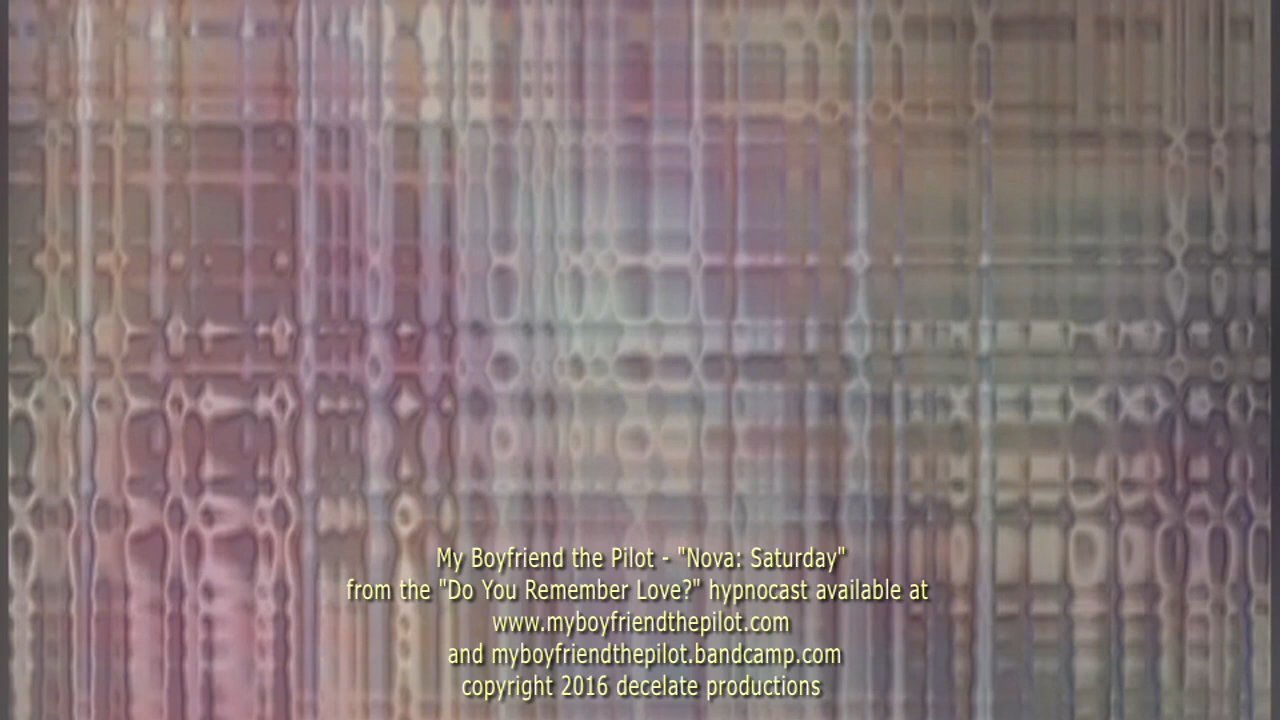 My Boyfriend the Pilot - "Nova: Saturday"
from the "Do You Remember Love?" hypnocast available at
www.myboyfriendthepilot.com
and myboyfriendthepilot.bandcamp.com
copyright 2016 decelate productions